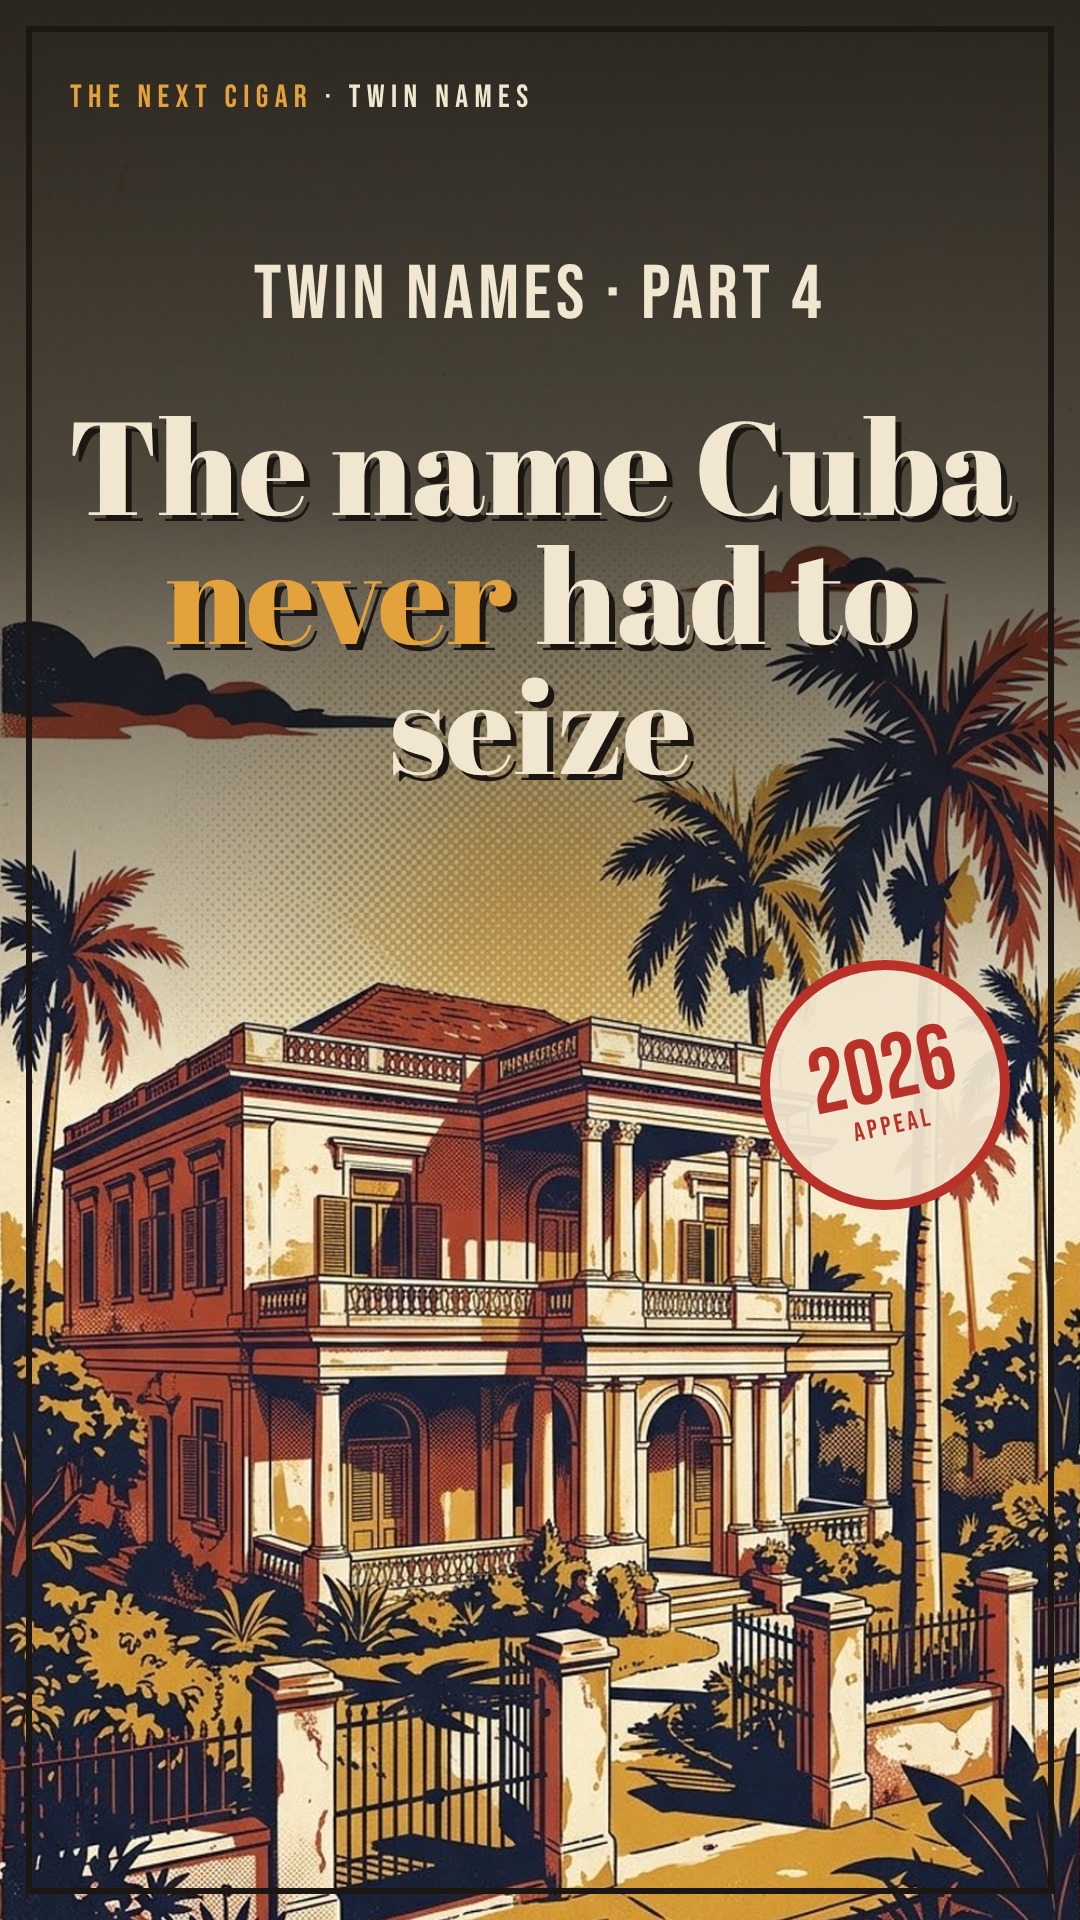 THE NEXT CIGAR · TWIN NAMES
TWIN NAMES · PART 4
The name Cuba
never had to
seize
2026
APPEAL